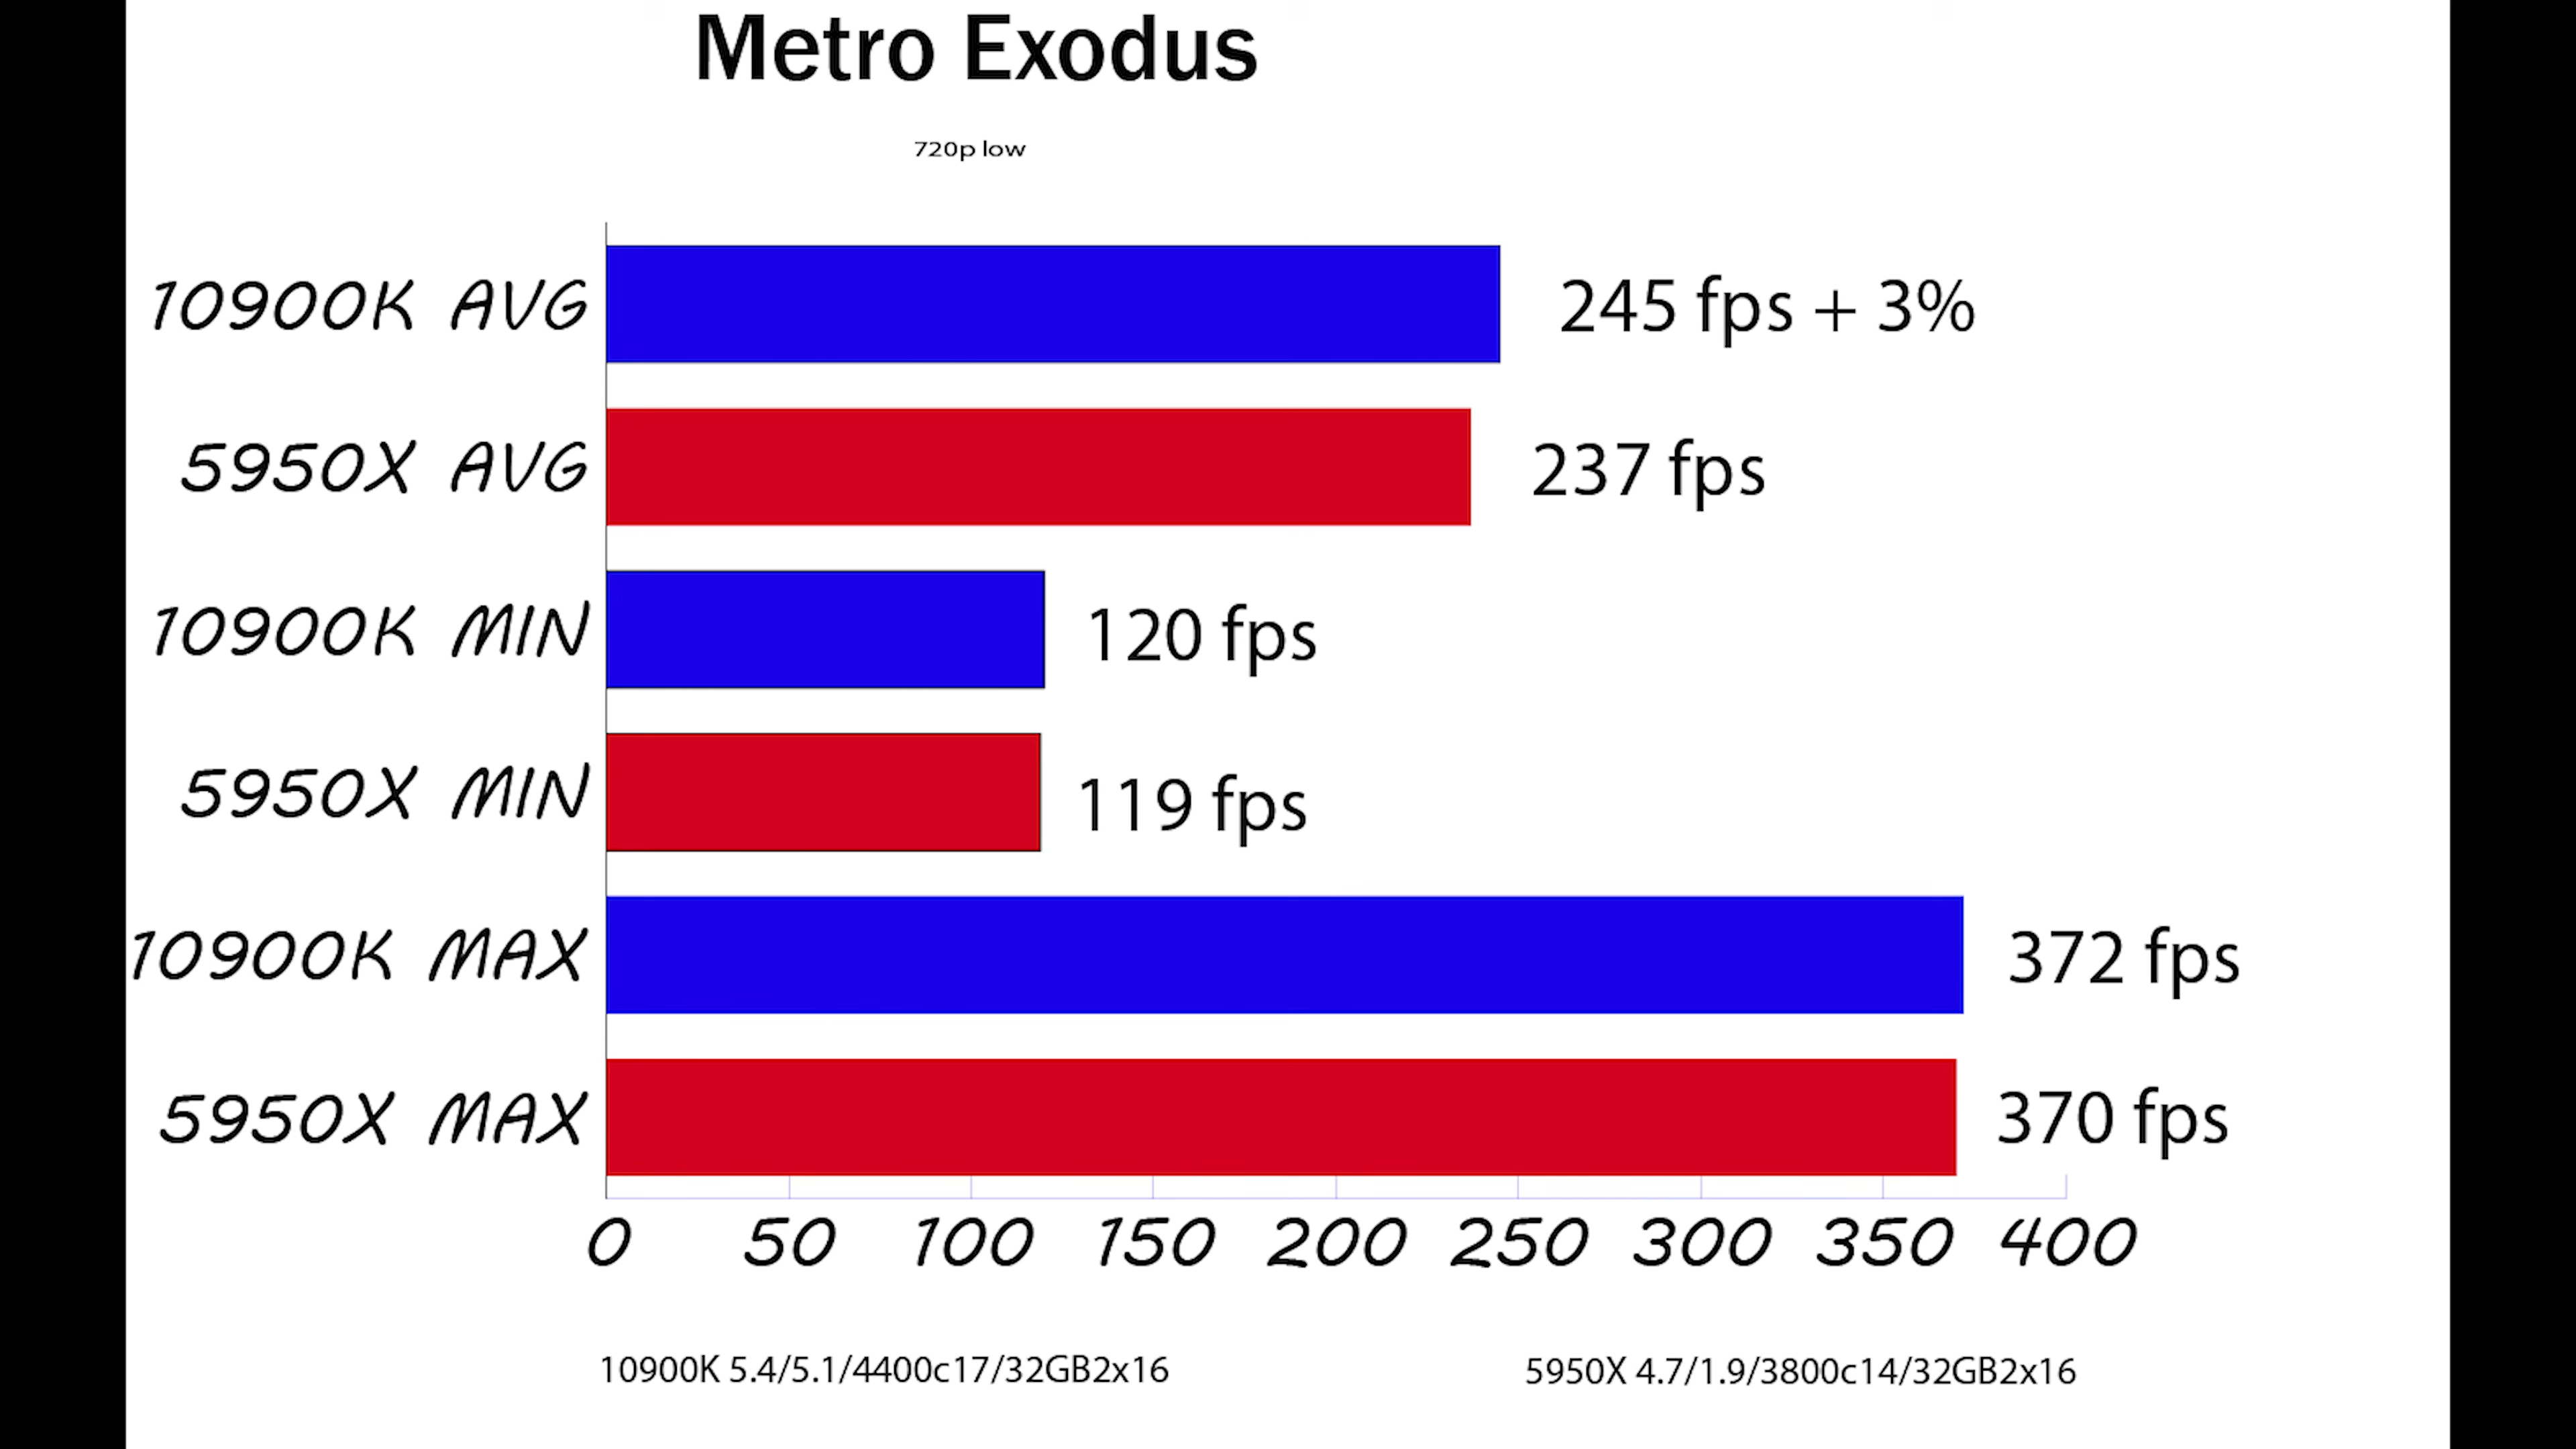 Metro Exodus
720p low
10900K AVG
245 fps + 3%
5950X AVG
237 fps
10900K MIN
120 fps
5950X MIN
119 fps
10900K MAX
372 fps
5950X MAX
370 fps
0 50 100 150 200 250 300 350 400
10900K 5.4/5.1/4400c17/32GB2x16
5950X 4.7/1.9/3800c14/32GB2x16